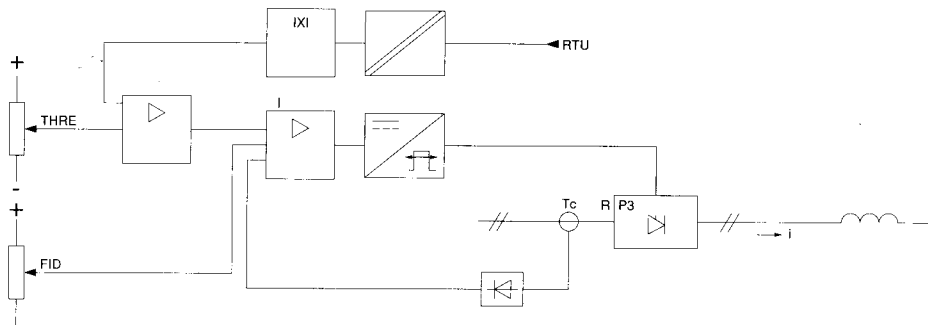 IXI
RTU
+
THRE
I
-
+
Tc
R
P3
i
FID